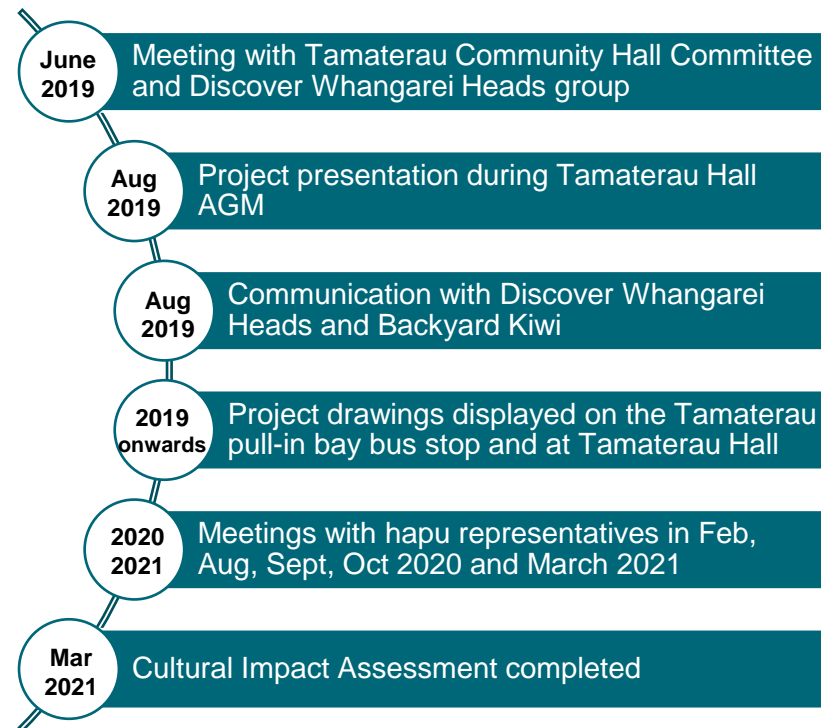 June
2019
Meeting with Tamaterau Community Hall Committee
and Discover Whangarei Heads group
Aug
2019
Project presentation during Tamaterau Hall
AGM
Aug
2019
Communication with Discover Whangarei
Heads and Backyard Kiwi
2019
onwards
Project drawings displayed on the Tamaterau
pull-in bay bus stop and at Tamaterau Hall
2020
2021
Meetings with hapu representatives in Feb,
Aug, Sept, Oct 2020 and March 2021
Mar
2021
Cultural Impact Assessment completed